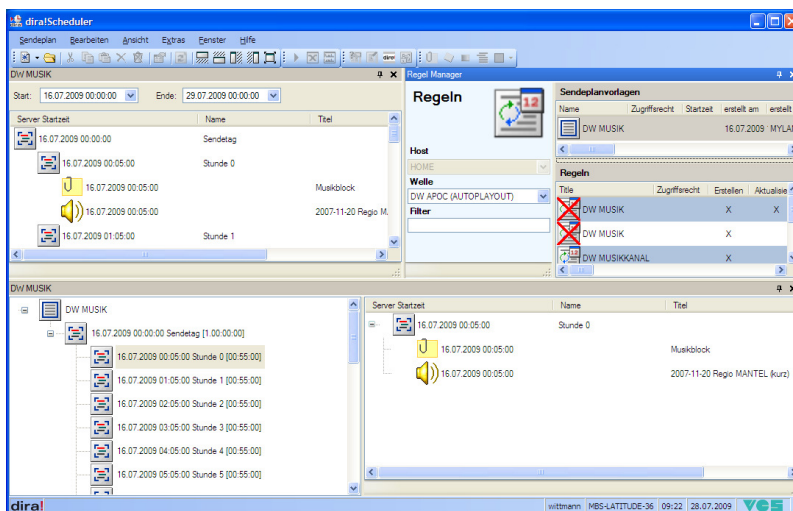 dira!Scheduler
Sendeplan Bearbeiten Ansicht Extras Fenster Hilfe
DW MUSIK
Start: 16.07.2009 00:00:00 Ende: 29.07.2009 00:00:00
Server Startzeit Name Titel
16.07.2009 00:00:00 Sendetag
16.07.2009 00:05:00 Stunde 0
16.07.2009 00:05:00 Musikblock
16.07.2009 00:05:00 2007-11-20 Regio M.
16.07.2009 01:05:00 Stunde 1
Regel Manager
Regeln
12
Host
HOME
Welle
DW APOC (AUTOPLAYOUT)
Filter
Sendeplanvorlagen
Name Zugriffsrecht Startzeit erstellt am erstellt
DW MUSIK 16.07.2009 MYLA
Regeln
Title Zugriffsrecht Erstellen Aktualisie
DW MUSIK X X
DW MUSIK X
DW MUSIKKANAL X
DW MUSIK
DW MUSIK
16.07.2009 00:00:00 Sendetag [1.00:00:00]
16.07.2009 00:05:00 Stunde 0 [00:55:00]
16.07.2009 01:05:00 Stunde 1 [00:55:00]
16.07.2009 02:05:00 Stunde 2 [00:55:00]
16.07.2009 03:05:00 Stunde 3 [00:55:00]
16.07.2009 04:05:00 Stunde 4 [00:55:00]
16.07.2009 05:05:00 Stunde 5 [00:55:00]
Server Startzeit Name Titel
16.07.2009 00:05:00 Stunde 0
16.07.2009 00:05:00 Musikblock
16.07.2009 00:05:00 2007-11-20 Regio MANTEL (kurz)
dira! wittmann MBS-LATITUDE-36 09:22 28.07.2009 VCS